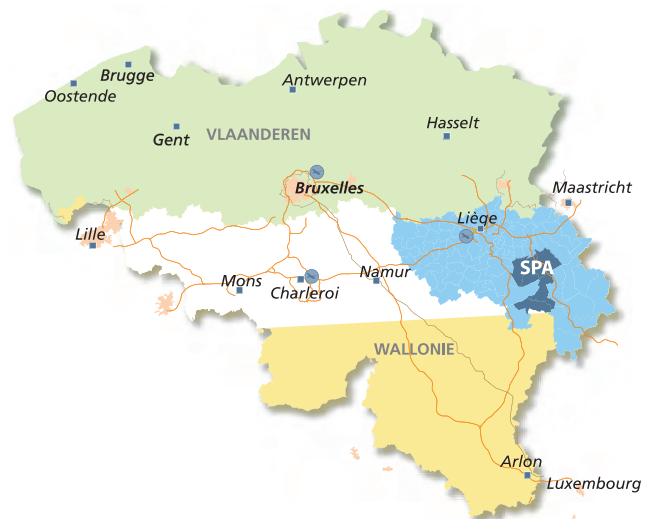 Brugge
Oostende
Antwerpen
Gent
VLAANDEREN
Hasselt
Bruxelles
Maastricht
Liège
Lille
SPA
Mons
Charleroi
Namur
WALLONIE
Arlon
Luxembourg